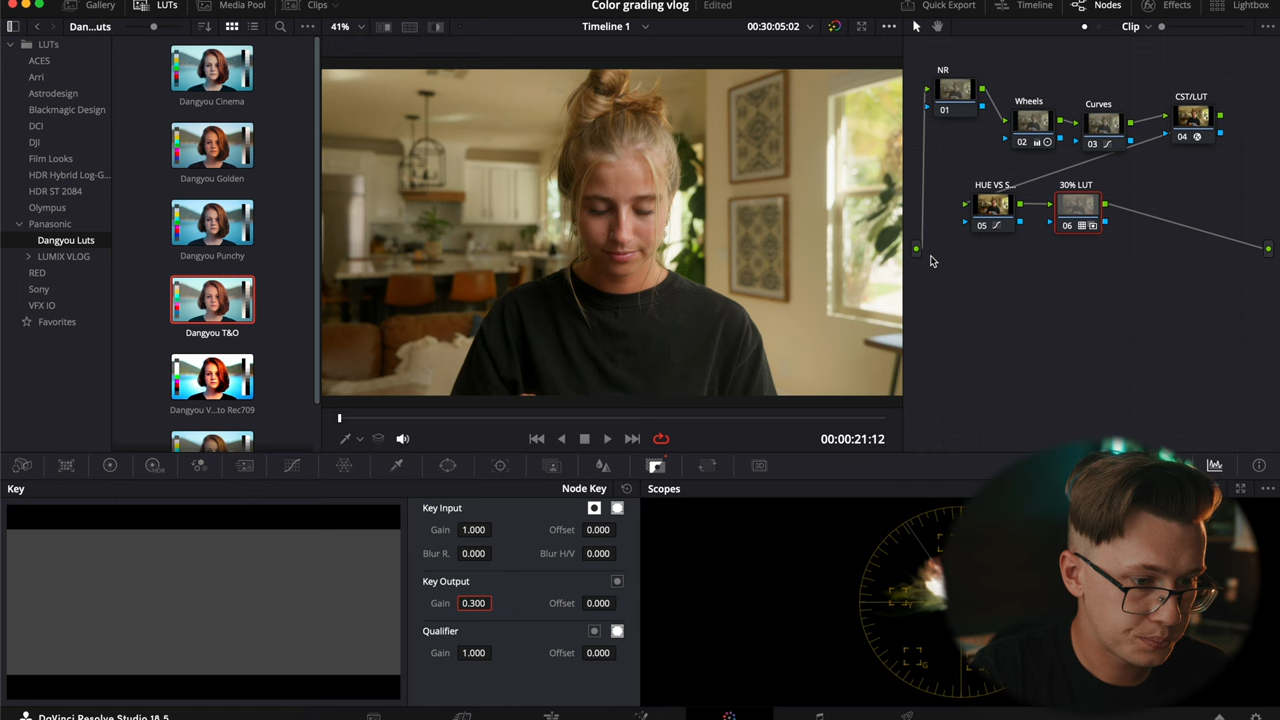 Gallery
LUTs
Media Pool
Clips
Color grading vlog
Edited
Quick Export
Timeline
Nodes
Effects
Lightbox
Dan...uts
41%
Timeline 1
00:30:05:02
Clip
LUTs
ACES
Arri
Astrodesign
Blackmagic Design
DCI
DJI
Film Looks
HDR Hybrid Log-G...
HDR ST 2084
Olympus
Panasonic
Dangyou Luts
LUMIX VLOG
RED
Sony
VFX IO
Favorites
Dangyou Cinema
Dangyou Golden
Dangyou Punchy
Dangyou T&O
Dangyou V...to Rec709
NR
01
Wheels
02
Curves
03
CST/LUT
04
HUE VS S...
05
30% LUT
06
00:00:21:12
Key
Node Key
Key Input
Gain 1.000 Offset 0.000
Blur R. 0.000 Blur H/V 0.000
Key Output
Gain 0.300 Offset 0.000
Qualifier
Gain 1.000 Offset 0.000
Scopes
G
DaVinci Resolve Studio 18.5